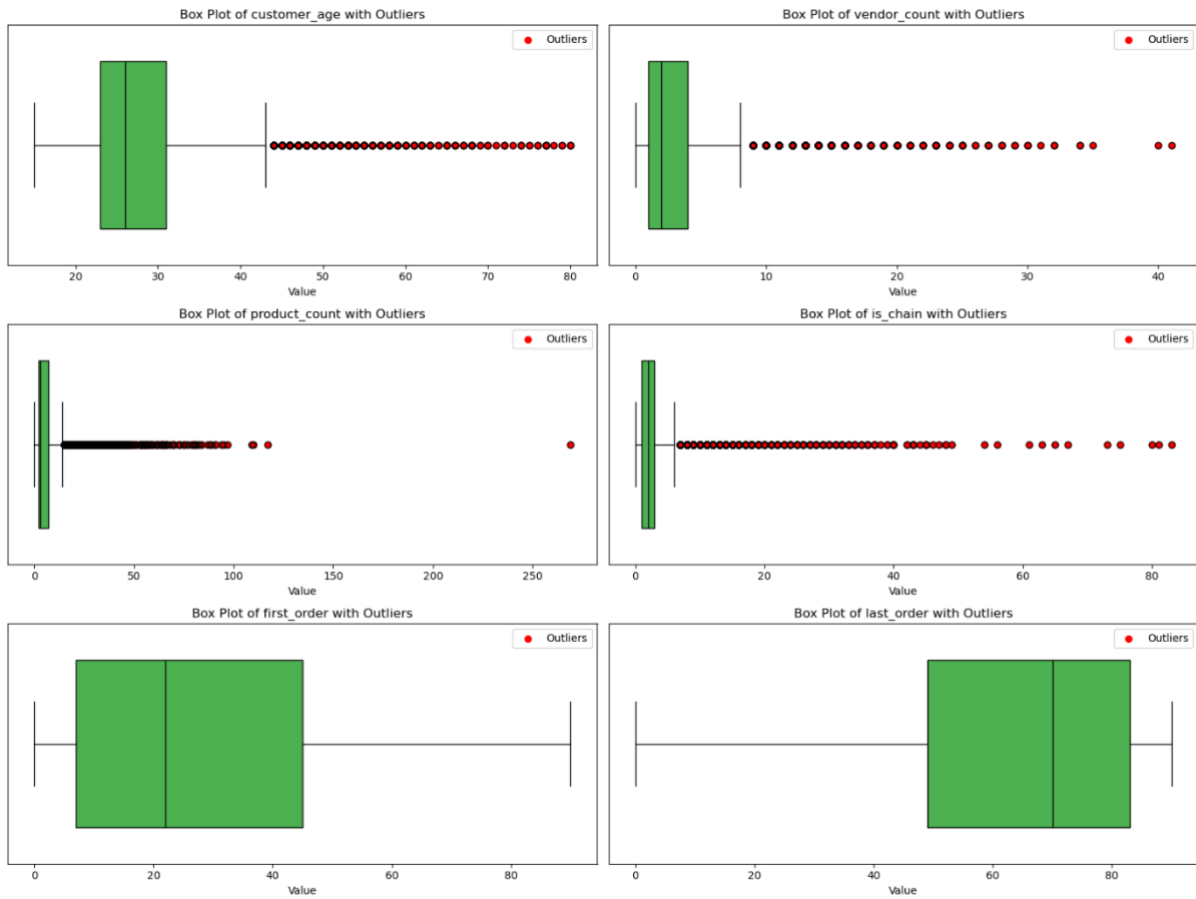 Box Plot of customer_age with Outliers
Outliers
20 30 40 50 60 70 80
Value
Box Plot of vendor_count with Outliers
Outliers
0 10 20 30 40
Value
Box Plot of product_count with Outliers
Outliers
0 50 100 150 200 250
Value
Box Plot of is_chain with Outliers
Outliers
0 20 40 60 80
Value
Box Plot of first_order with Outliers
Outliers
0 20 40 60 80
Value
Box Plot of last_order with Outliers
Outliers
0 20 40 60 80
Value